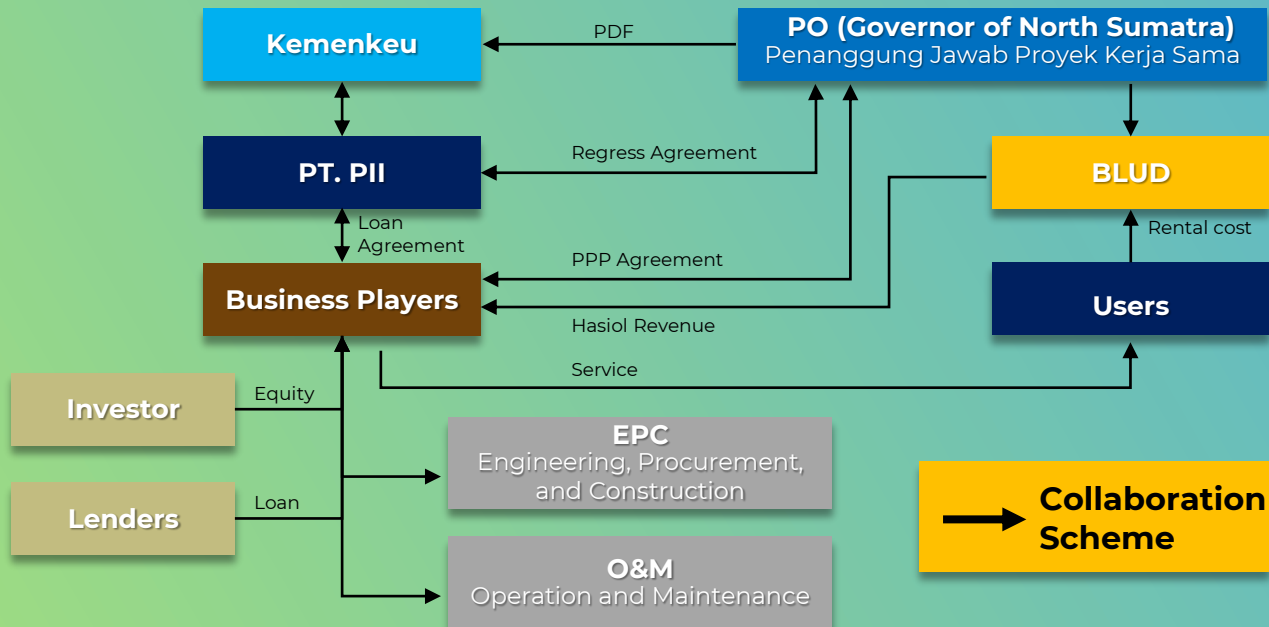 Kemenkeu
PDF
PO (Governor of North Sumatra)
Penanggung Jawab Proyek Kerja Sama
PT. PII
Regress Agreement
BLUD
Loan
Agreement
Rental cost
Business Players
PPP Agreement
Users
Hasiol Revenue
Service
Investor
Equity
EPC
Engineering, Procurement,
and Construction
Lenders
Loan
Collaboration
Scheme
O&M
Operation and Maintenance